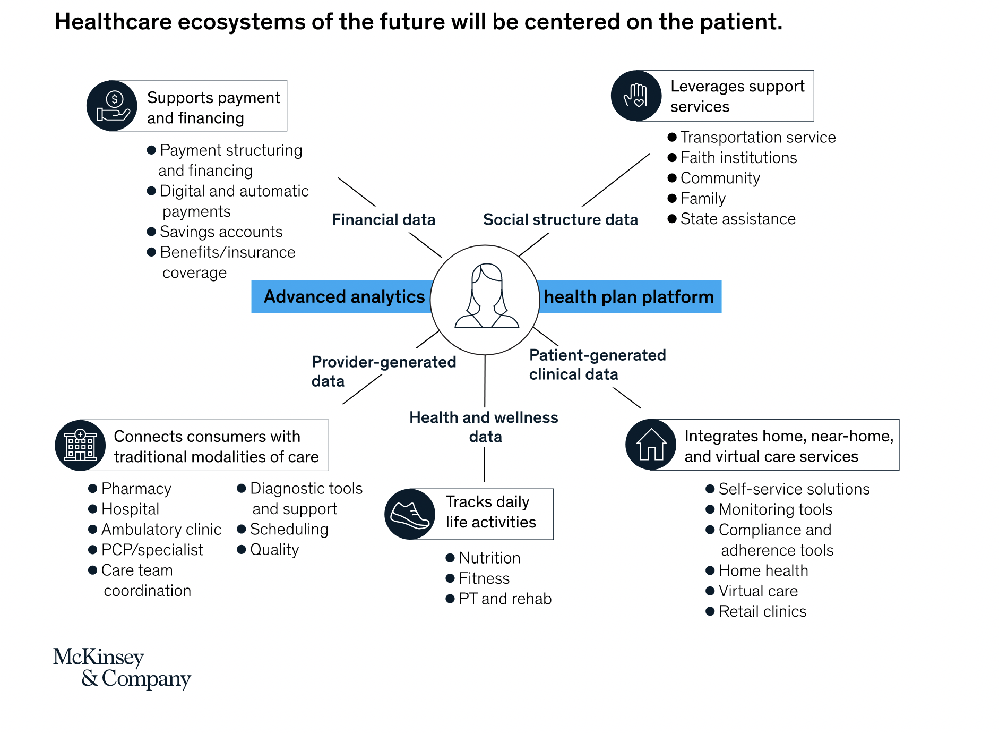 Healthcare ecosystems of the future will be centered on the patient.
$
Supports payment
and financing
● Payment structuring
and financing
● Digital and automatic
payments
● Savings accounts
● Benefits/insurance
coverage
Leverages support
services
● Transportation service
● Faith institutions
● Community
● Family
● State assistance
Financial data
Social structure data
Advanced analytics
health plan platform
Provider-generated
data
Patient-generated
clinical data
Health and wellness
data
Connects consumers with
traditional modalities of care
● Pharmacy
● Hospital
● Ambulatory clinic
● PCP/specialist
● Care team
coordination
● Diagnostic tools
and support
● Scheduling
● Quality
Tracks daily
life activities
● Nutrition
● Fitness
● PT and rehab
Integrates home, near-home,
and virtual care services
● Self-service solutions
● Monitoring tools
● Compliance and
adherence tools
● Home health
● Virtual care
● Retail clinics
McKinsey
& Company